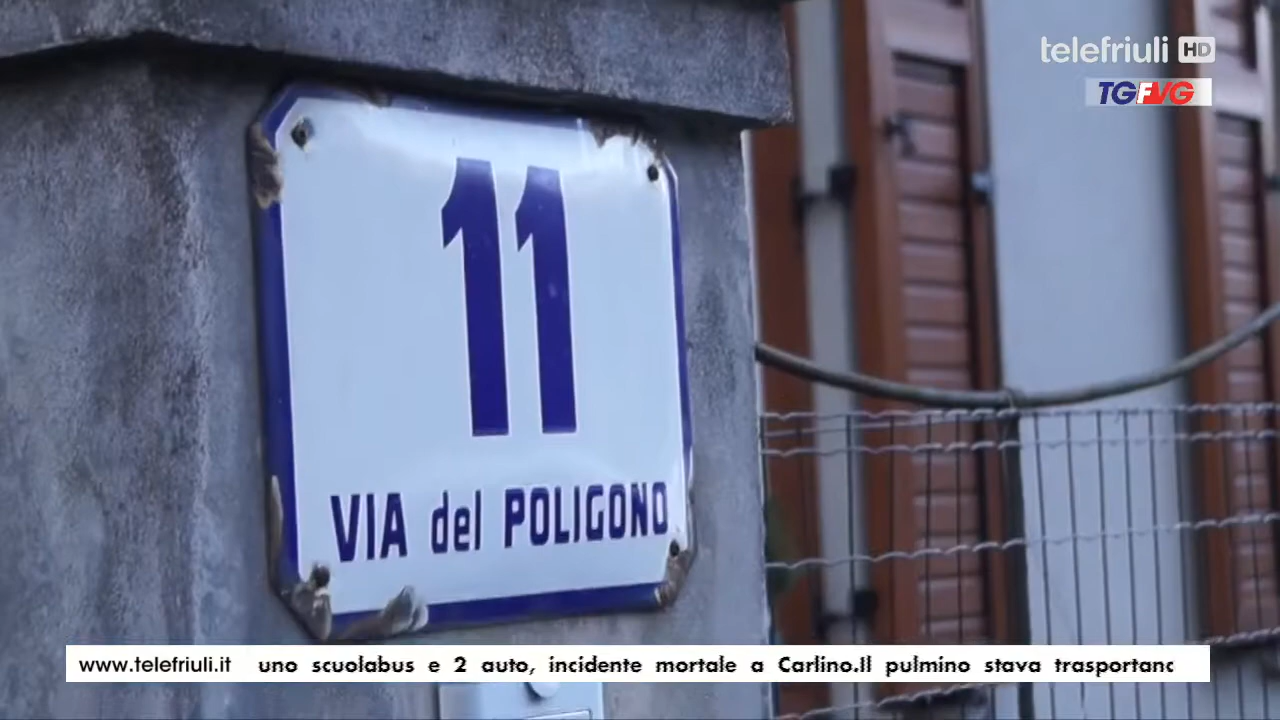 telefriuli HD
TGFVG
11
VIA del POLIGONO
www.telefriuli.it uno scuolabus e 2 auto, incidente mortale a Carlino.Il pulmino stava